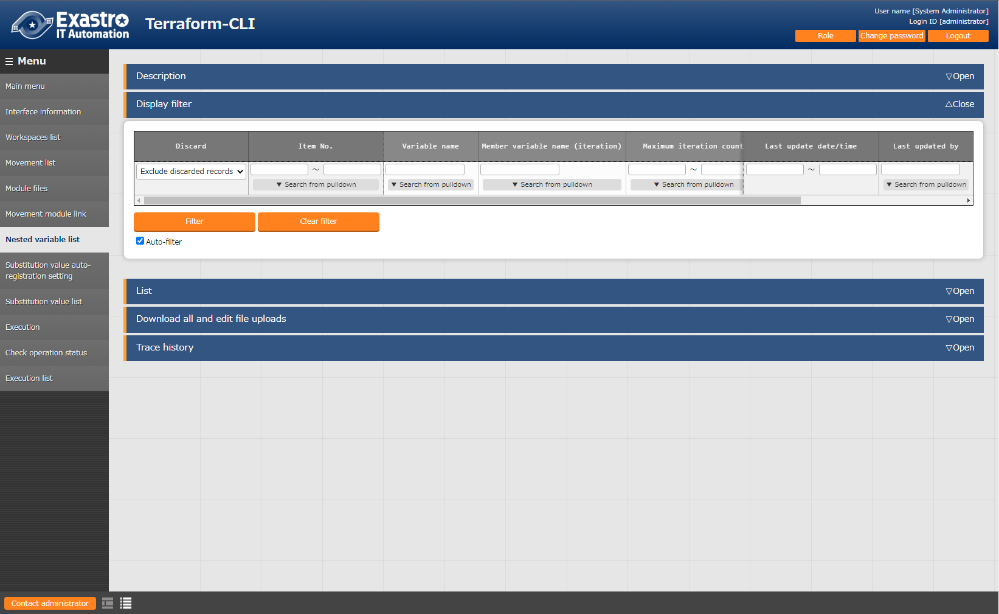 Exastro
IT Automation
Terraform-CLI
User name [System Administrator]
Login ID [administrator]
Role
Change password
Logout
Menu
Main menu
Interface information
Workspaces list
Movement list
Module files
Movement module link
Nested variable list
Substitution value auto-
registration setting
Substitution value list
Execution
Check operation status
Execution list
Description
▽Open
Display filter
△Close
Discard
Item No.
Variable name
Member variable name (iteration)
Maximum iteration count
Last update date/time
Last updated by
Exclude discarded records
~
~
~
▼ Search from pulldown
▼ Search from pulldown
▼ Search from pulldown
▼ Search from pulldown
▼ Search from pulldown
Filter
Clear filter
Auto-filter
List
▽Open
Download all and edit file uploads
▽Open
Trace history
▽Open
Contact administrator